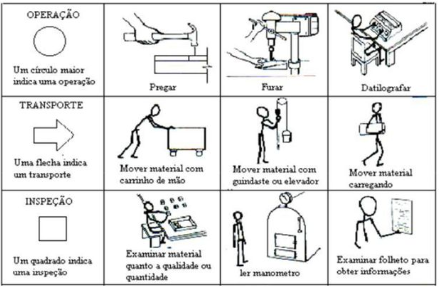 OPERAÇÃO
Um círculo maior
indica uma operação
Pregar
Furar
Datilografar
TRANSPORTE
Uma flecha indica
um transporte
Mover material com
carrinho de mão
Mover material com
guindaste ou elevador
Mover material
carregando
INSPEÇÃO
Um quadrado indica
uma inspeção
Examinar material
quanto a qualidade ou
quantidade
ler manometro
Examinar folheto para
obter informações